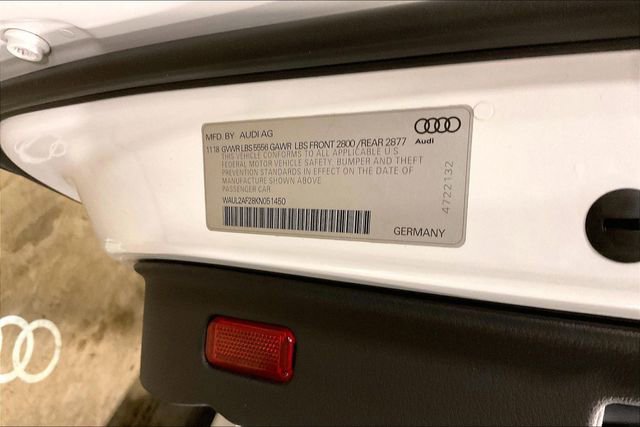 MFD. BY AUDI AG
1118 GVWR LBS 5556 GAWR LBS FRONT 2800 / REAR 2877
THIS VEHICLE CONFORMS TO ALL APPLICABLE U.S.
FEDERAL MOTOR VEHICLE SAFETY BUMPER AND THEFT
PREVENTION STANDARDS IN EFFECT ON THE DATE OF
MANUFACTURE SHOWN ABOVE
PASSENGER CAR
WAUL2AF28KN051450
GERMANY
Audi
4722132